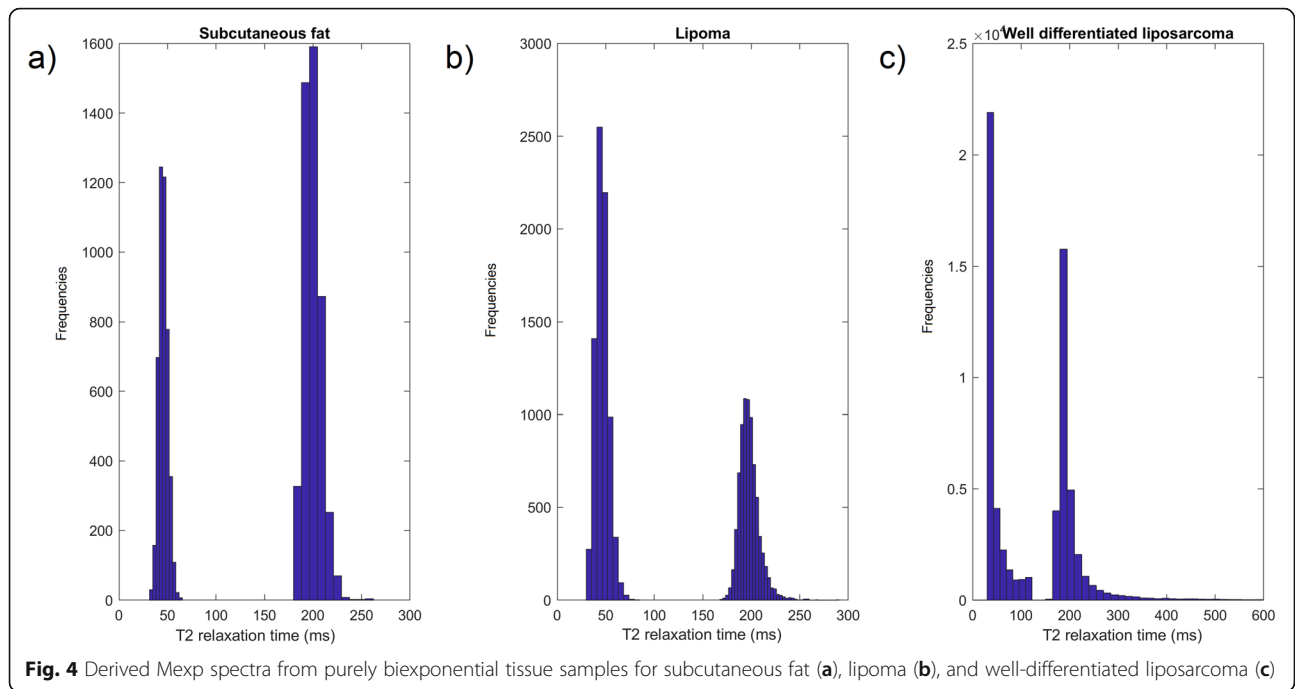 a)
Subcutaneous fat
1600
1400
1200
1000
800
600
400
200
0
Frequencies
0 50 100 150 200 250 300
T2 relaxation time (ms)
b)
Lipoma
3000
2500
2000
1500
1000
500
0
Frequencies
0 50 100 150 200 250 300
T2 relaxation time (ms)
c)
×10⁴ Well differentiated liposarcoma
2.5
2
1.5
1
0.5
0
Frequencies
0 100 200 300 400 500 600
T2 relaxation time (ms)
Fig. 4 Derived Mexp spectra from purely biexponential tissue samples for subcutaneous fat (a), lipoma (b), and well-differentiated liposarcoma (c)